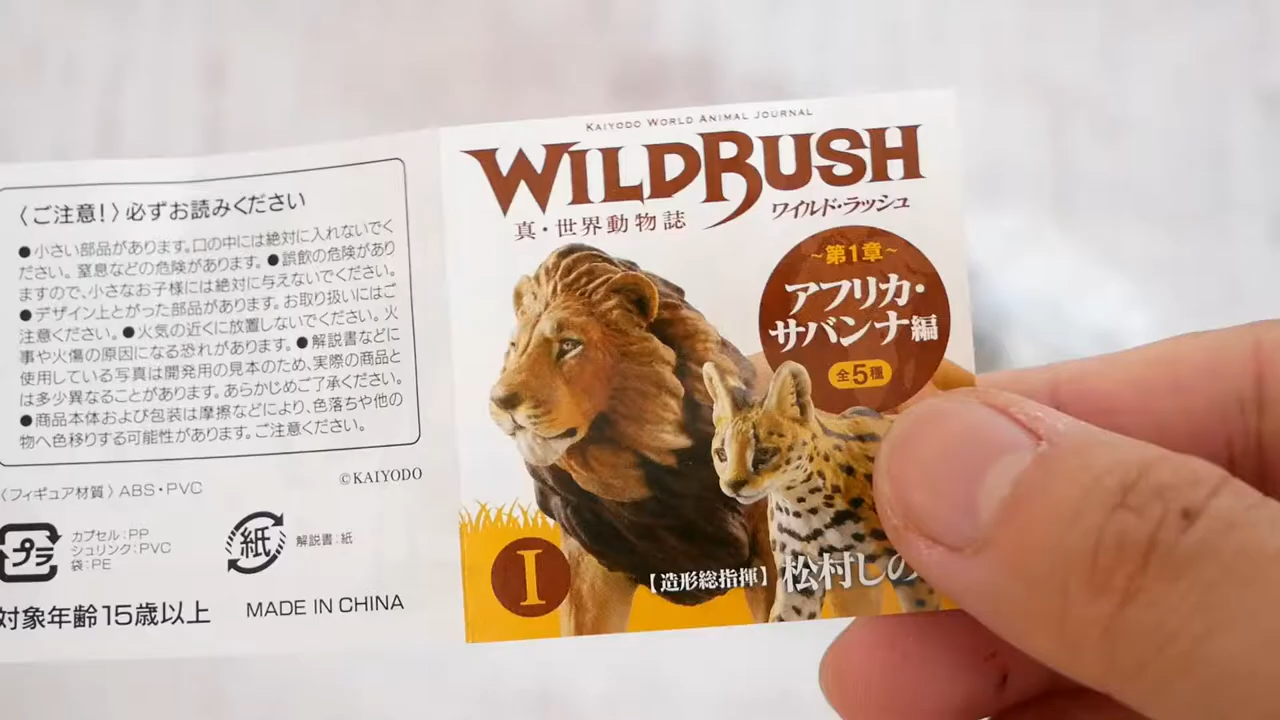 〈ご注意!〉必ずお読みください
●小さい部品があります。口の中には絶対に入れないでく
ださい。窒息などの危険があります。●誤飲の危険があり
ますので、小さなお子様には絶対に与えないでください。
●デザイン上とがった部品があります。お取り扱いにはご
注意ください。●火気の近くに放置しないでください。火
事や火傷の原因になる恐れがあります。●解説書などに
使用している写真は開発用の見本のため、実際の商品と
は多少異なることがあります。あらかじめご了承ください。
●商品本体および包装は摩擦などにより、色落ちや他の
物へ色移りする可能性があります。ご注意ください。
©KAIYODO
〈フィギュア材質〉ABS・PVC
プラ
カプセル:PP
シュリンク:PVC
袋:PE
紙
解説書:紙
対象年齢15歳以上
MADE IN CHINA
KAIYODO WORLD ANIMAL JOURNAL
WILDRUSH
真・世界動物誌
ワイルド・ラッシュ
~第1章~
アフリカ・
サバンナ編
全5種
I
【造形総指揮】松村しの